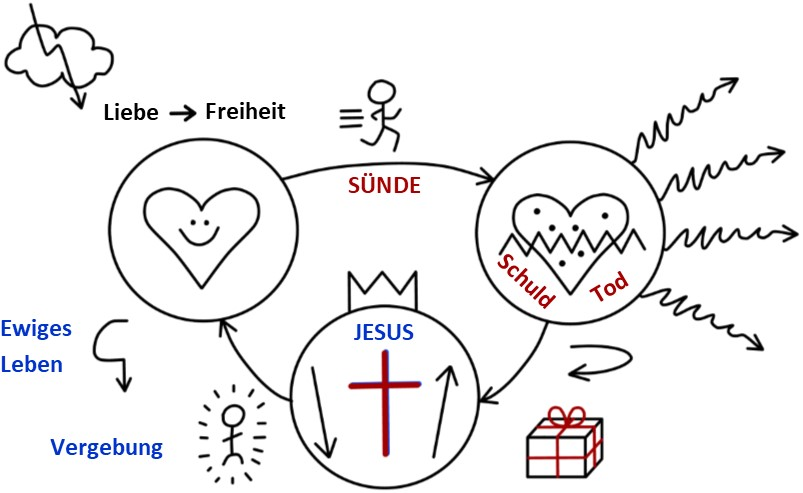 Liebe → Freiheit
SÜNDE
Schuld
Tod
JESUS
Ewiges
Leben
Vergebung